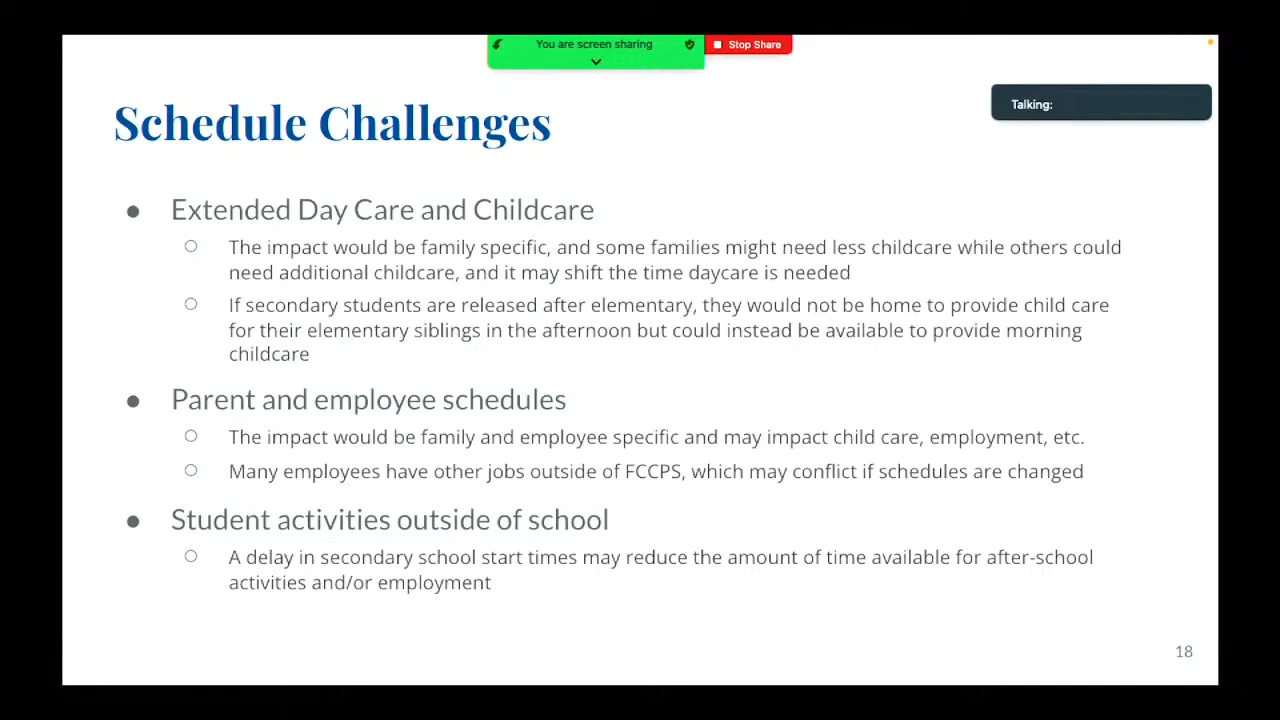 You are screen sharing
Stop Share
Talking:
Schedule Challenges
● Extended Day Care and Childcare
○ The impact would be family specific, and some families might need less childcare while others could
need additional childcare, and it may shift the time daycare is needed
○ If secondary students are released after elementary, they would not be home to provide child care
for their elementary siblings in the afternoon but could instead be available to provide morning
childcare
● Parent and employee schedules
○ The impact would be family and employee specific and may impact child care, employment, etc.
○ Many employees have other jobs outside of FCCPS, which may conflict if schedules are changed
● Student activities outside of school
○ A delay in secondary school start times may reduce the amount of time available for after-school
activities and/or employment
18